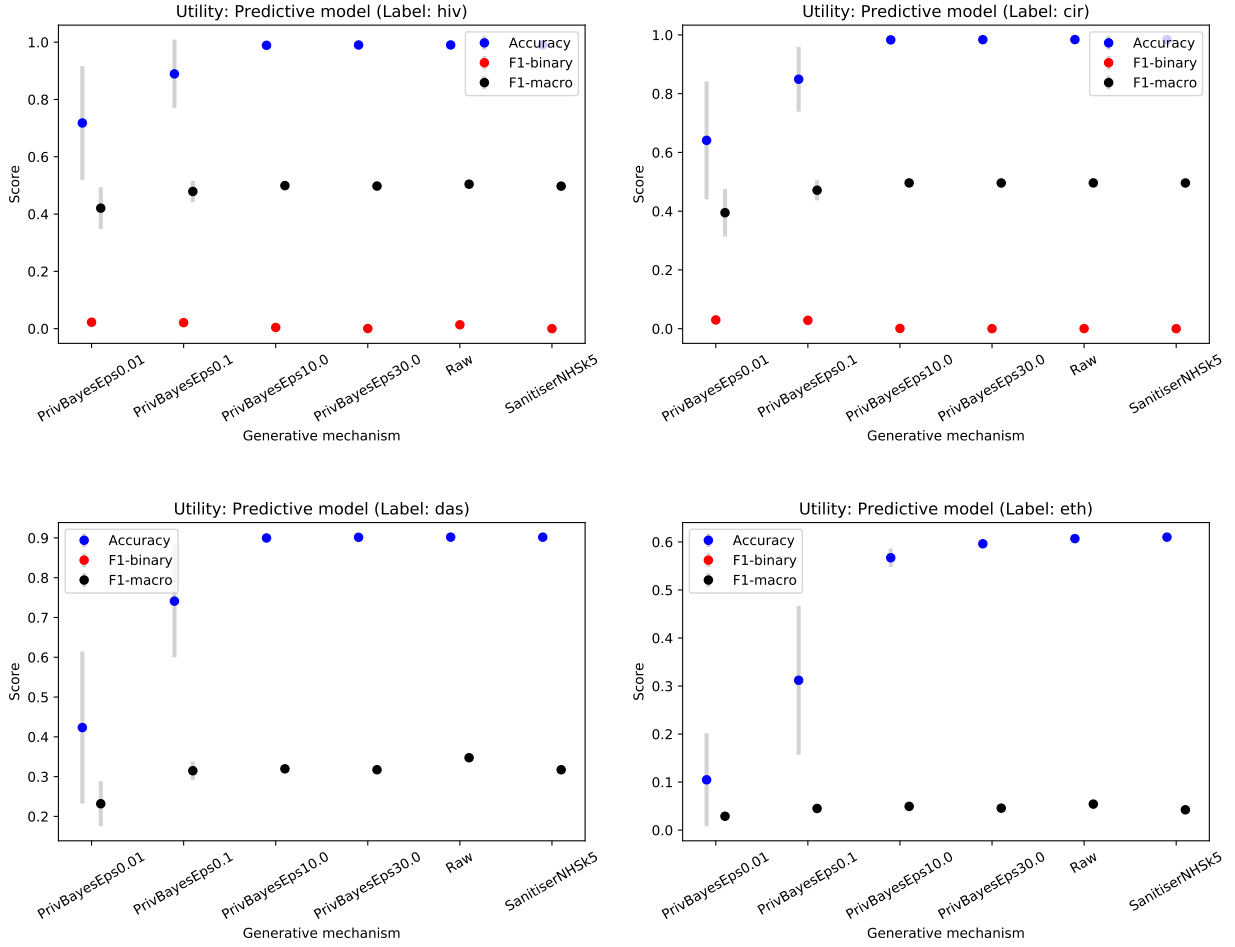 Utility: Predictive model (Label: hiv)
1.0
0.8
0.6
0.4
0.2
0.0
Score
Accuracy
F1-binary
F1-macro
PrivBayesEps0.01
PrivBayesEps0.1
PrivBayesEps10.0
PrivBayesEps30.0
Raw
SanitiserNHSk5
Generative mechanism
Utility: Predictive model (Label: cir)
1.0
0.8
0.6
0.4
0.2
0.0
Score
Accuracy
F1-binary
F1-macro
PrivBayesEps0.01
PrivBayesEps0.1
PrivBayesEps10.0
PrivBayesEps30.0
Raw
SanitiserNHSk5
Generative mechanism
Utility: Predictive model (Label: das)
0.9
0.8
0.7
0.6
0.5
0.4
0.3
0.2
Score
Accuracy
F1-binary
F1-macro
PrivBayesEps0.01
PrivBayesEps0.1
PrivBayesEps10.0
PrivBayesEps30.0
Raw
SanitiserNHSk5
Generative mechanism
Utility: Predictive model (Label: eth)
0.6
0.5
0.4
0.3
0.2
0.1
0.0
Score
Accuracy
F1-binary
F1-macro
PrivBayesEps0.01
PrivBayesEps0.1
PrivBayesEps10.0
PrivBayesEps30.0
Raw
SanitiserNHSk5
Generative mechanism